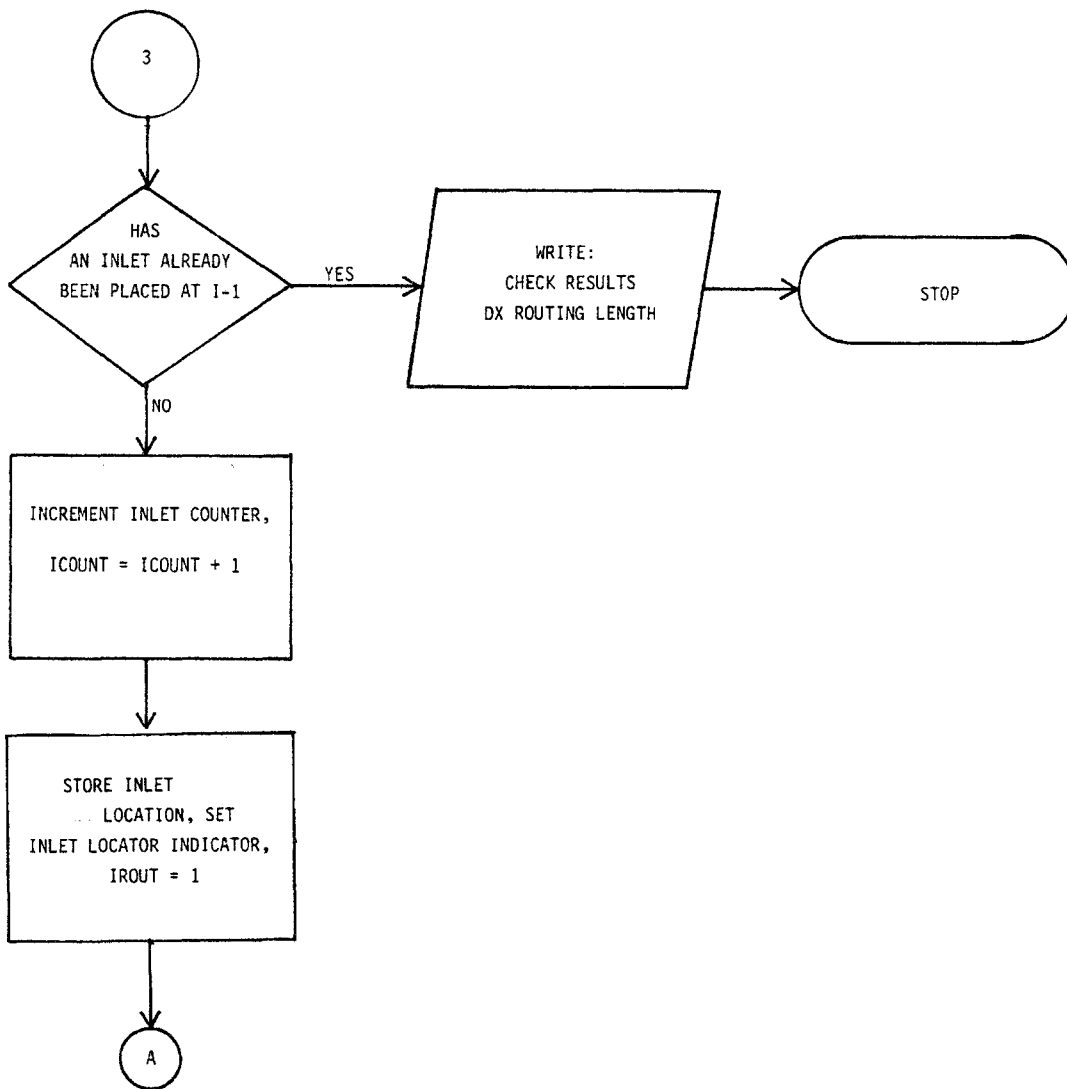 3
HAS
AN INLET ALREADY
BEEN PLACED AT I-1
YES
WRITE:
CHECK RESULTS
DX ROUTING LENGTH
STOP
NO
INCREMENT INLET COUNTER,
ICOUNT = ICOUNT + 1
STORE INLET
LOCATION, SET
INLET LOCATOR INDICATOR,
IROUT = 1
A